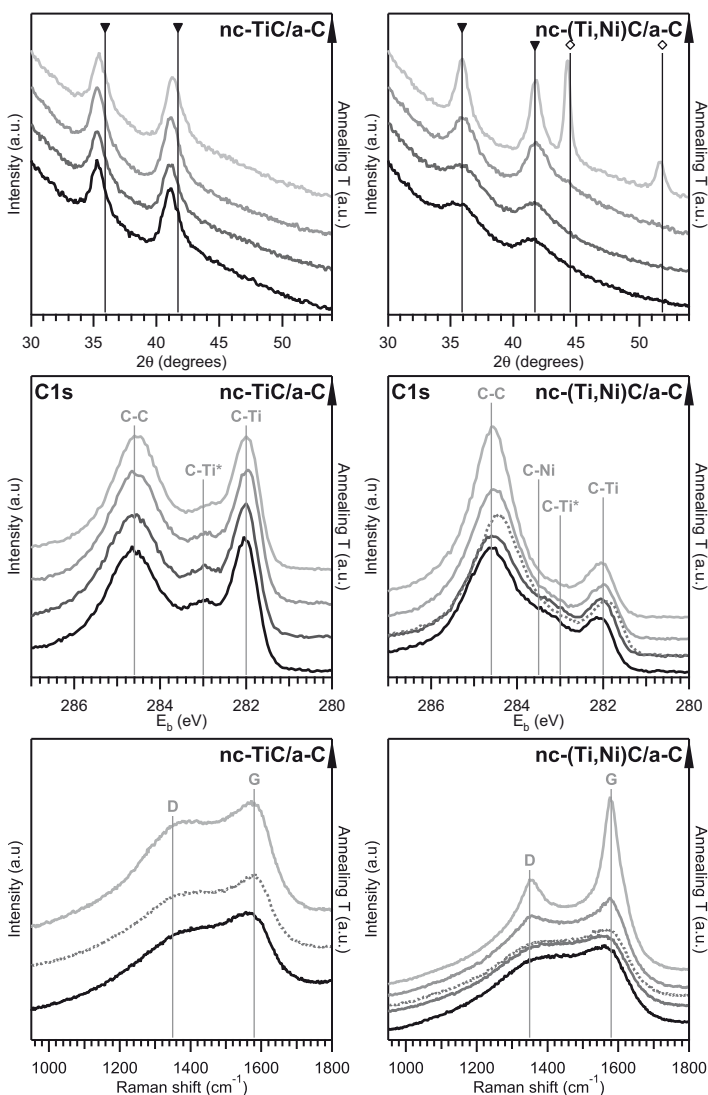 nc-TiC/a-C
Intensity (a.u.)
Annealing T (a.u.)
30 35 40 45 50
2θ (degrees)
nc-(Ti,Ni)C/a-C
Intensity (a.u.)
Annealing T (a.u.)
30 35 40 45 50
2θ (degrees)
C1s
nc-TiC/a-C
C-C
C-Ti
C-Ti*
Intensity (a.u)
Annealing T (a.u.)
286 284 282 280
E_b (eV)
C1s
nc-(Ti,Ni)C/a-C
C-C
C-Ni
C-Ti
C-Ti*
Intensity (a.u)
Annealing T (a.u.)
286 284 282 280
E_b (eV)
nc-TiC/a-C
G
D
Intensity (a.u)
Annealing T (a.u.)
1000 1200 1400 1600 1800
Raman shift (cm⁻¹)
nc-(Ti,Ni)C/a-C
G
D
Intensity (a.u)
Annealing T (a.u.)
1000 1200 1400 1600 1800
Raman shift (cm⁻¹)